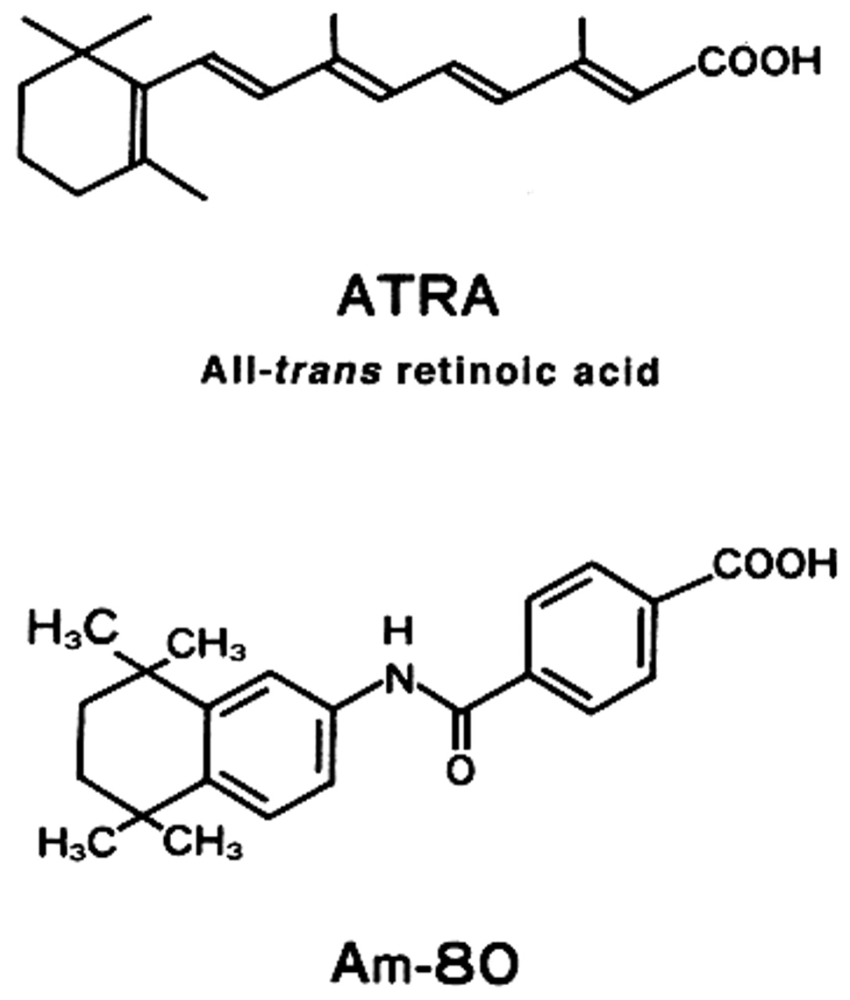 COOH
ATRA
All-trans retinoic acid
COOH
H
H₃C
CH₃
N
O
H₃C
CH₃
Am-80